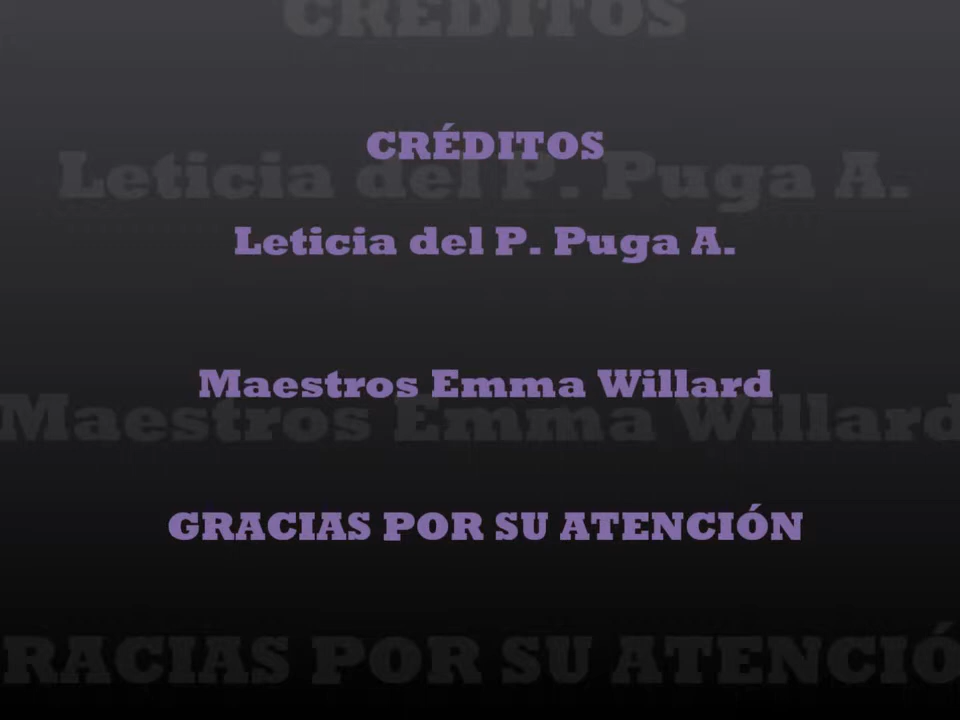 CRÉDITOS
Leticia del P. Puga A.
Maestros Emma Willard
GRACIAS POR SU ATENCIÓN